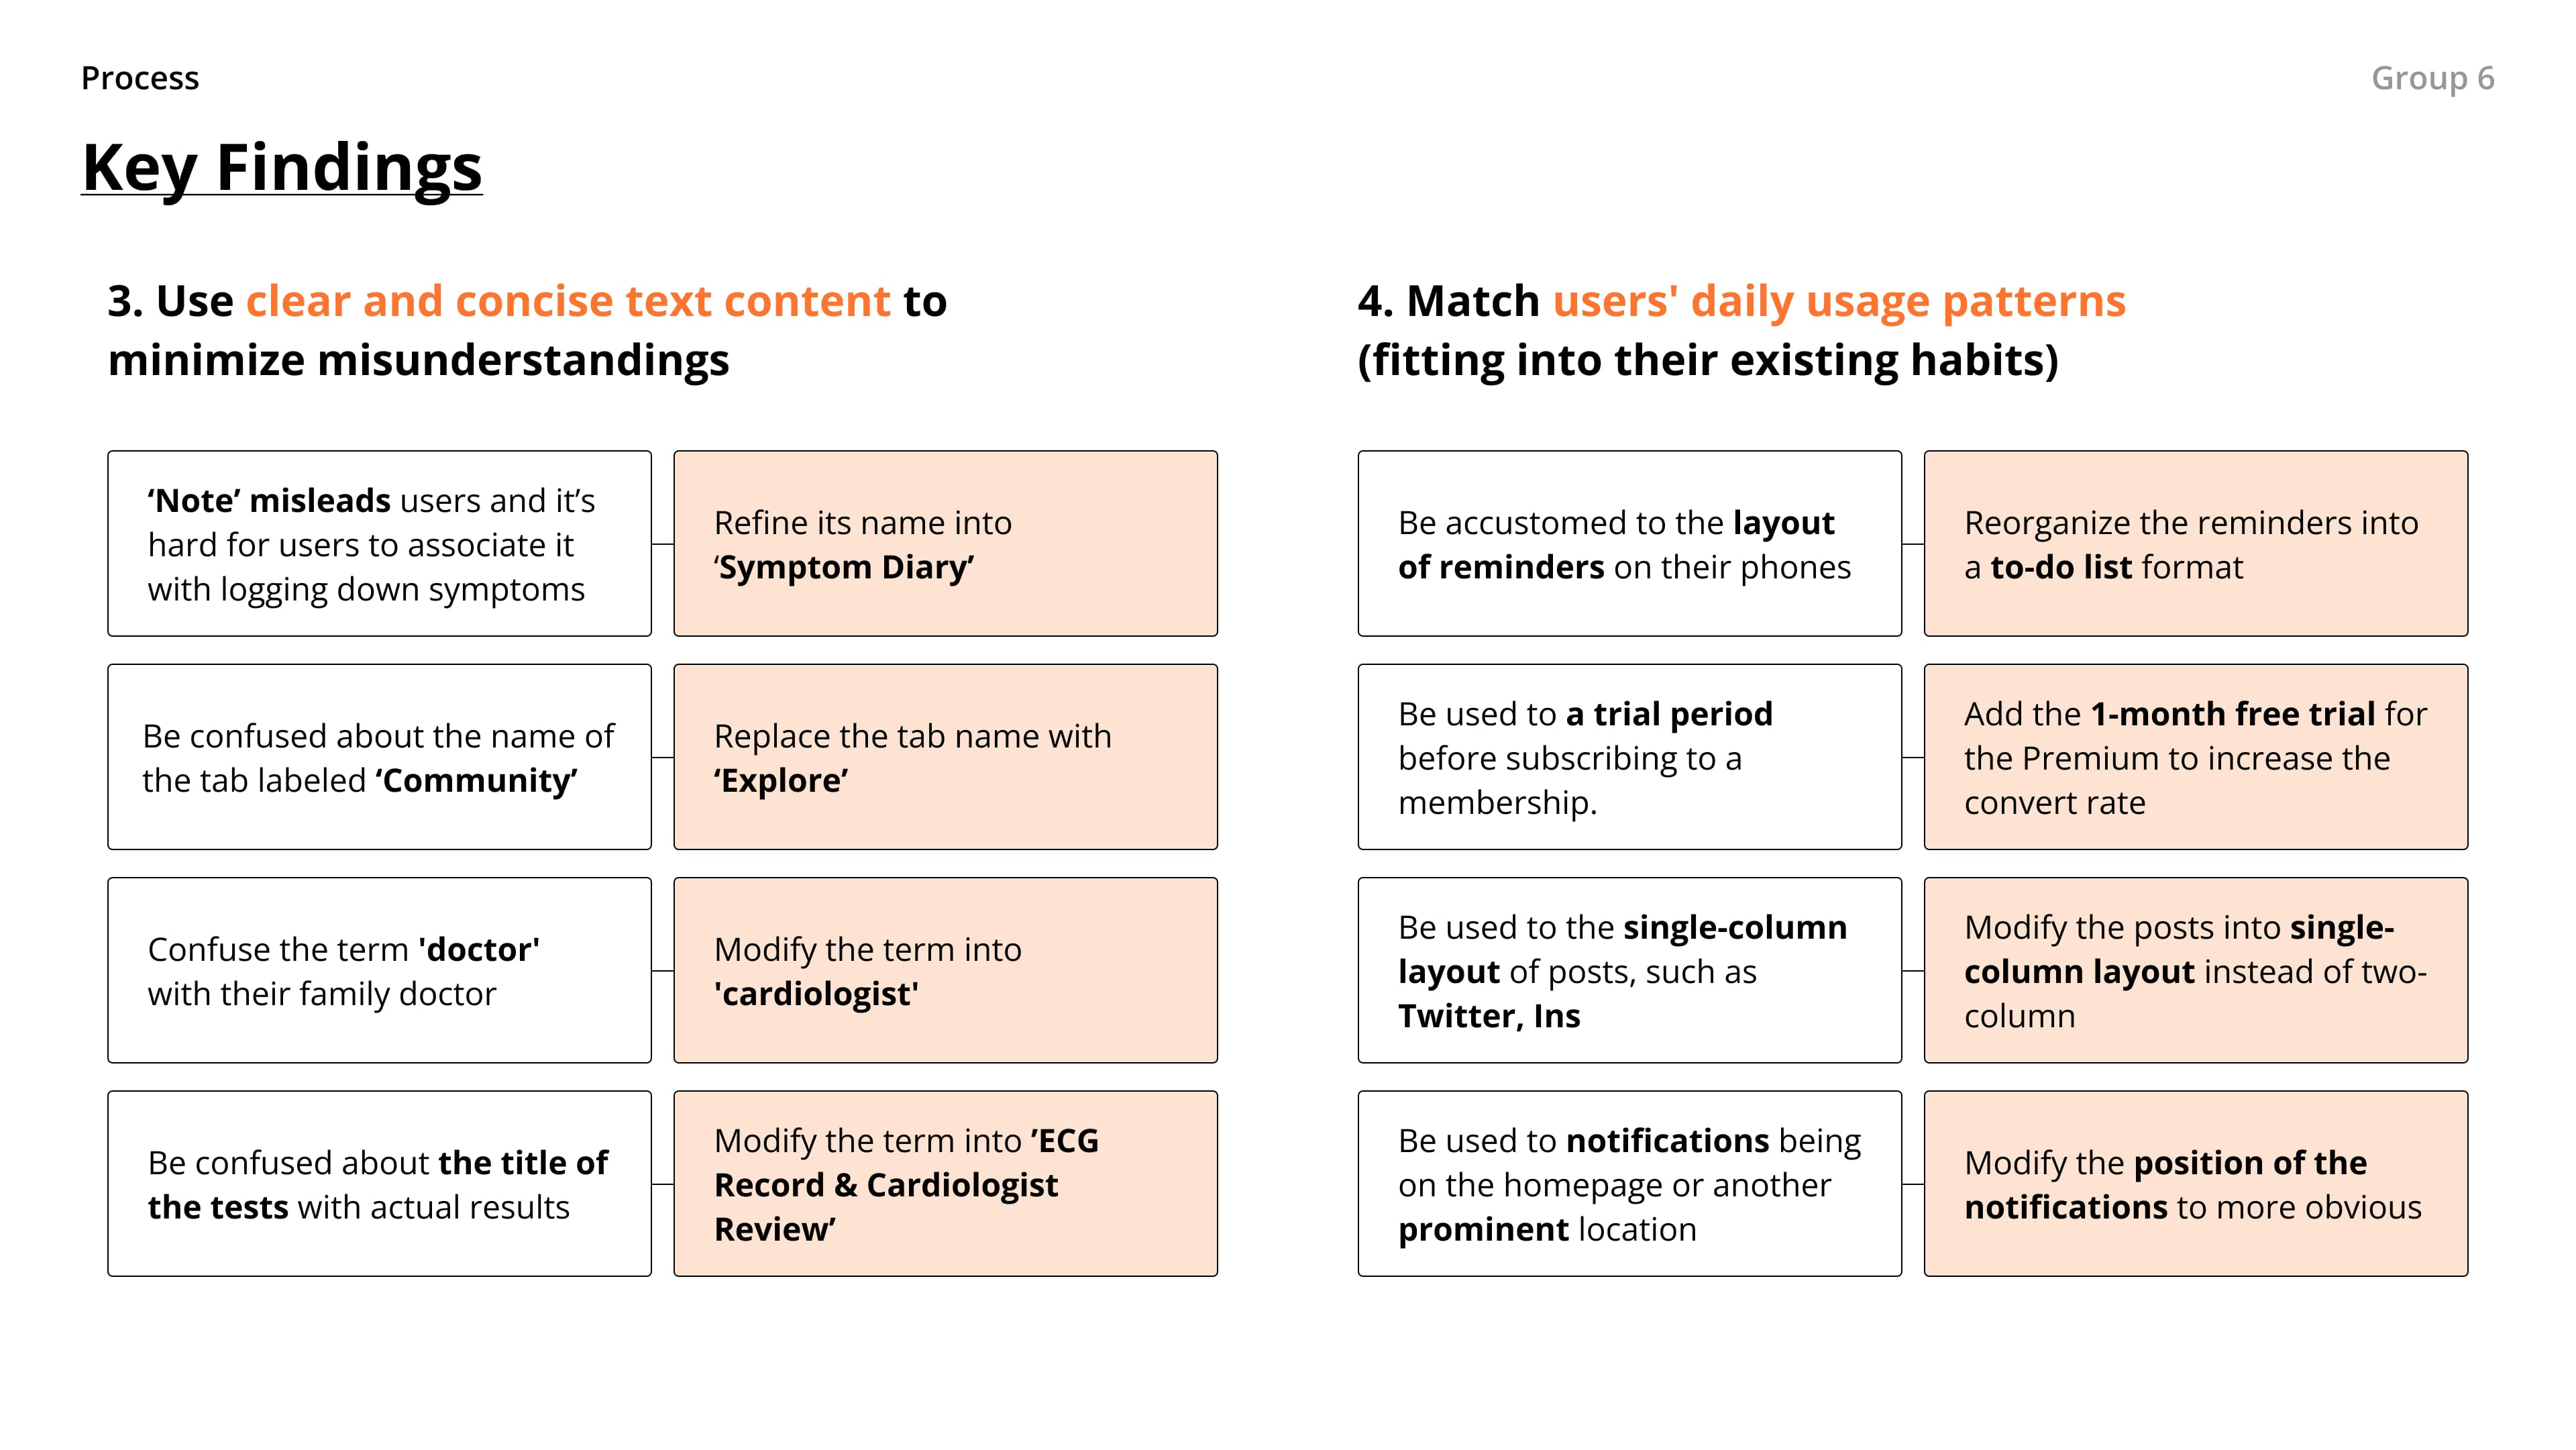 Process
Group 6
Key Findings
3. Use clear and concise text content to
minimize misunderstandings
‘Note’ misleads users and it’s
hard for users to associate it
with logging down symptoms
Refine its name into
‘Symptom Diary’
Be confused about the name of
the tab labeled ‘Community’
Replace the tab name with
‘Explore’
Confuse the term 'doctor'
with their family doctor
Modify the term into
'cardiologist'
Be confused about the title of
the tests with actual results
Modify the term into ’ECG
Record & Cardiologist
Review’
4. Match users' daily usage patterns
(fitting into their existing habits)
Be accustomed to the layout
of reminders on their phones
Reorganize the reminders into
a to-do list format
Be used to a trial period
before subscribing to a
membership.
Add the 1-month free trial for
the Premium to increase the
convert rate
Be used to the single-column
layout of posts, such as
Twitter, Ins
Modify the posts into single-
column layout instead of two-
column
Be used to notifications being
on the homepage or another
prominent location
Modify the position of the
notifications to more obvious